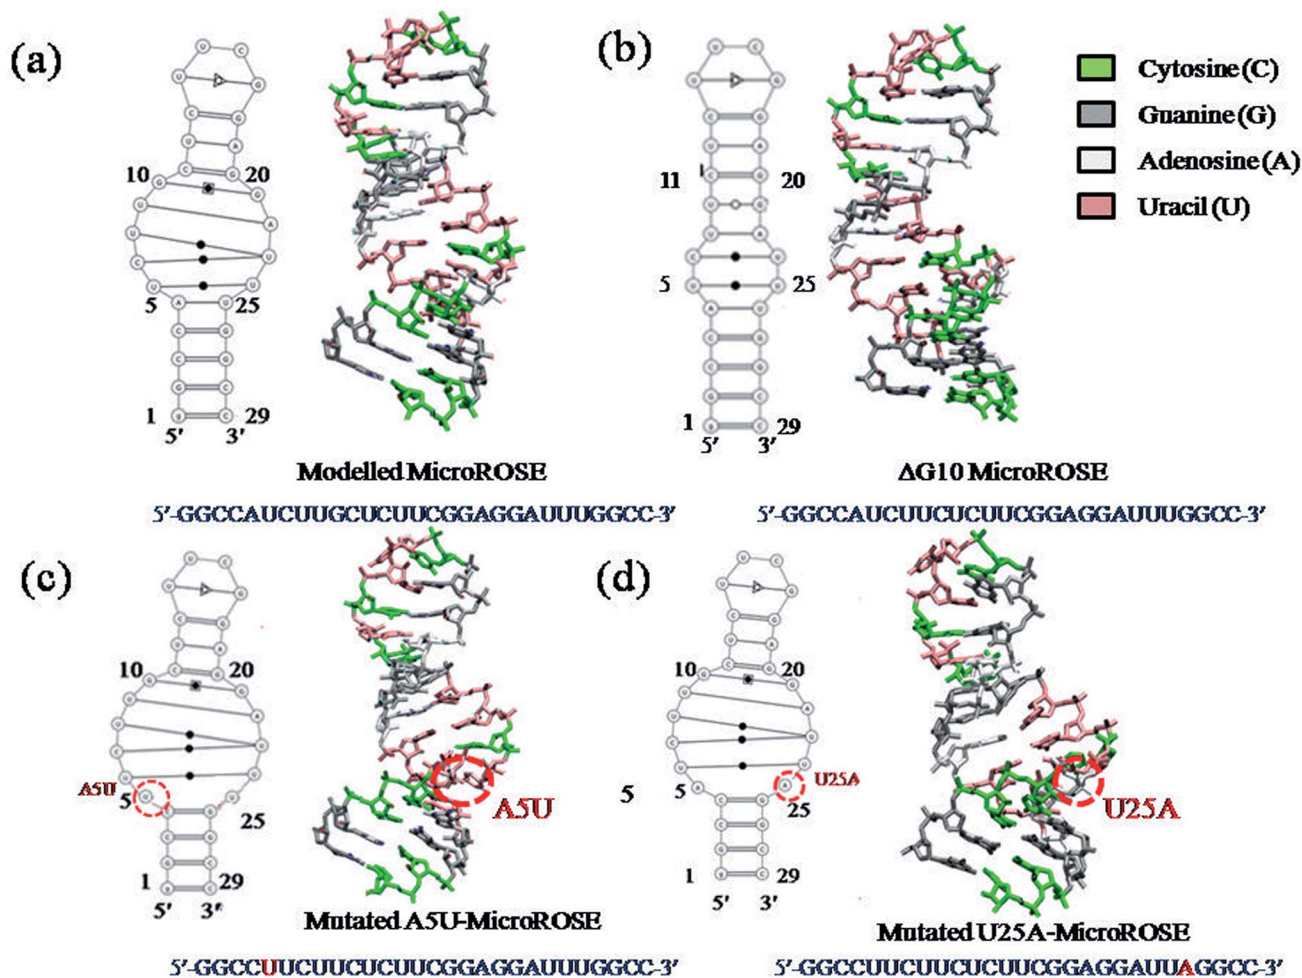 (a)
10
20
5
25
1
29
5' 3'
Modelled MicroROSE
5'-GGCCAUCUUGCUCUUCGGAGGAUUUGGCC-3'
(b)
11
20
5
25
1
29
5' 3'
ΔG10 MicroROSE
5'-GGCCAUCUUCUCUUCGGAGGAUUUGGCC-3'
Cytosine (C)
Guanine (G)
Adenosine (A)
Uracil (U)
(c)
10
20
A5U
5
25
1
29
5' 3'
A5U
Mutated A5U-MicroROSE
5'-GGCCUUCUUCUCUUCGGAGGAUUUGGCC-3'
(d)
10
20
U25A
5
5
25
1
29
5' 3'
U25A
Mutated U25A-MicroROSE
5'-GGCCUUCUUCUCUUCGGAGGAUUAGGCC-3'